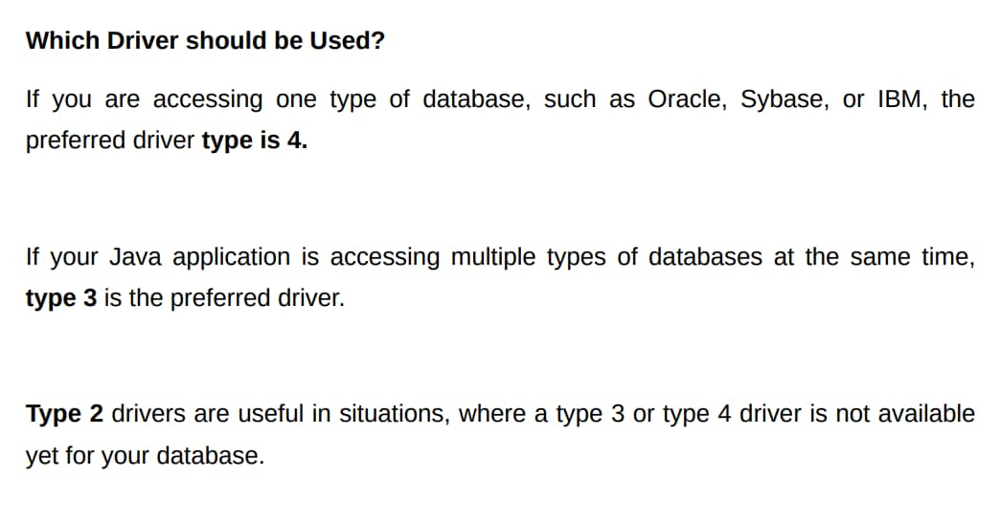 Which Driver should be Used?
If you are accessing one type of database, such as Oracle, Sybase, or IBM, the
preferred driver type is 4.
If your Java application is accessing multiple types of databases at the same time,
type 3 is the preferred driver.
Type 2 drivers are useful in situations, where a type 3 or type 4 driver is not available
yet for your database.